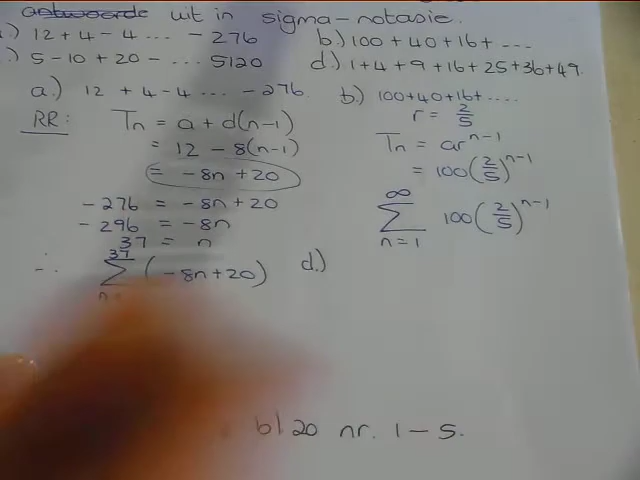 antwoorde uit in sigma-notasie.
) 12 + 4 - 4 .... - 276 b.) 100 + 40 + 16 + ....
.) 5 - 10 + 20 - .... 5120 d.) 1 + 4 + 9 + 16 + 25 + 36 + 49.
a.) 12 + 4 - 4 .... - 276. b.) 100 + 40 + 16 + ....
RR: Tn = a + d(n-1) r = 2/5
= 12 - 8(n-1) Tn = ar^(n-1)
= -8n + 20 = 100(2/5)^(n-1)
-276 = -8n + 20
-296 = -8n
37 = n
∞
∑ 100(2/5)^(n-1)
n=1
37
∴ ∑ (-8n + 20) d.)
n=
bl 20 nr. 1 - 5.